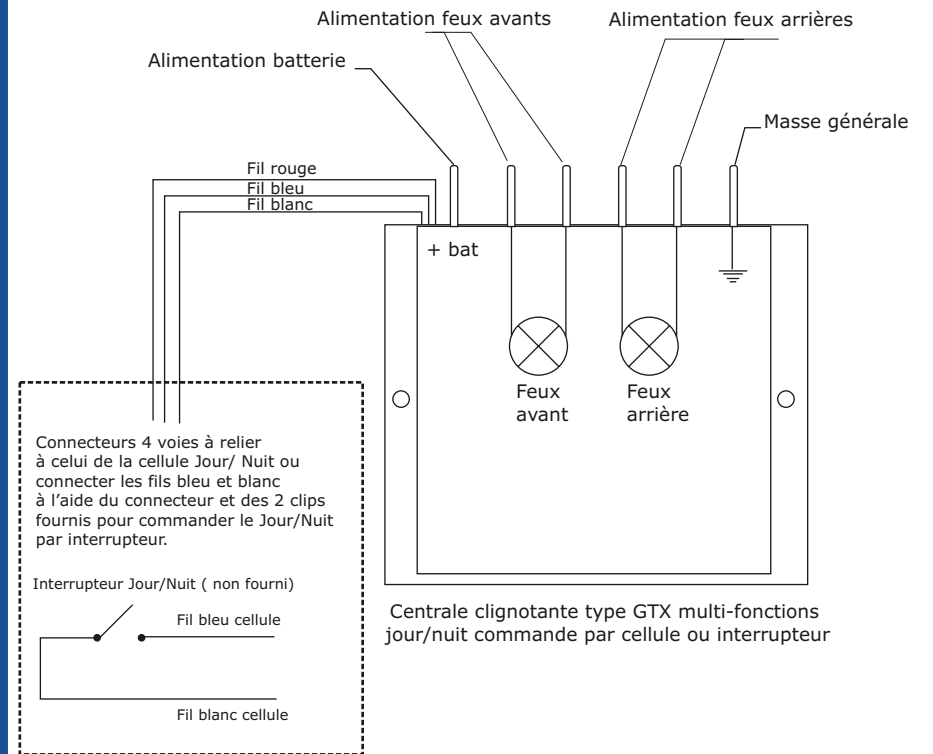 Alimentation feux avants
Alimentation feux arrières
Alimentation batterie
Masse générale
Fil rouge
Fil bleu
Fil blanc
+ bat
Feux
avant
Feux
arrière
Connecteurs 4 voies à relier
à celui de la cellule Jour/ Nuit ou
connecter les fils bleu et blanc
à l’aide du connecteur et des 2 clips
fournis pour commander le Jour/Nuit
par interrupteur.
Interrupteur Jour/Nuit ( non fourni)
Fil bleu cellule
Fil blanc cellule
Centrale clignotante type GTX multi-fonctions
jour/nuit commande par cellule ou interrupteur